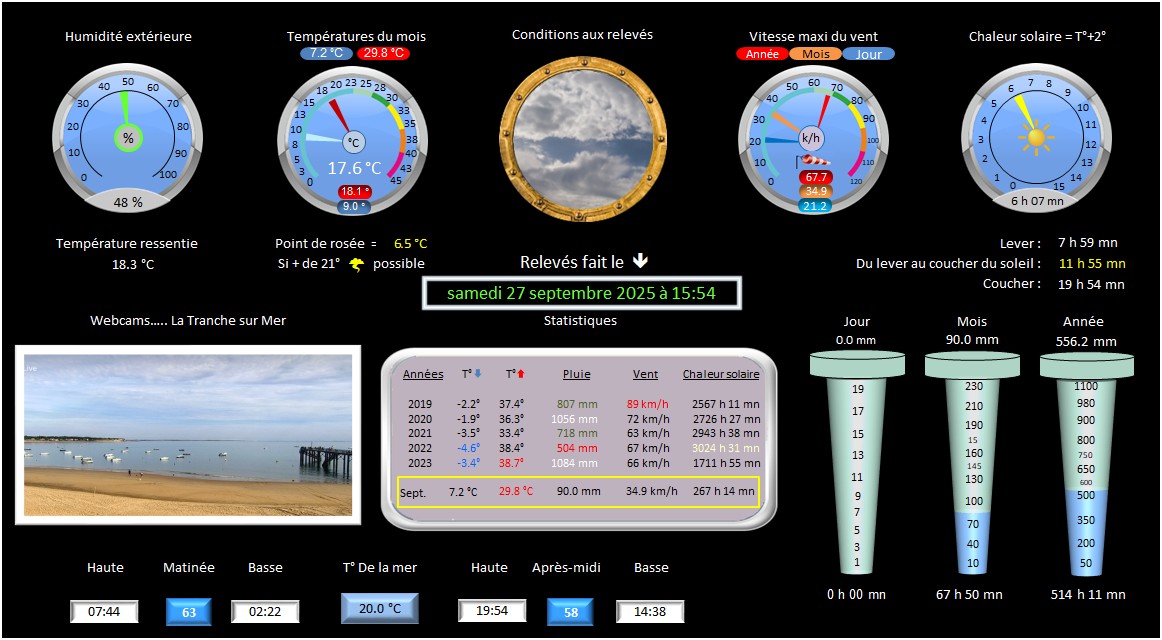 Humidité extérieure
Températures du mois
7.2 °C 29.8 °C
Conditions aux relevés
Vitesse maxi du vent
Année Mois Jour
Chaleur solaire = T°+2°
0 10 20 30 40 50 60 70 80 90 100
%
48 %
0 3 5 8 10 13 15 18 20 23 25 28 30 33 35 38 40 43 45
°C
17.6 °C
18.1 °
9.0 °
0 10 20 30 40 50 60 70 80 90 100 110 120
k/h
67.7
34.9
21.2
0 1 2 3 4 5 6 7 8 9 10 11 12 13 14 15
6 h 07 mn
Température ressentie
18.3 °C
Point de rosée = 6.5 °C
Si + de 21° possible
Relevés fait le
samedi 27 septembre 2025 à 15:54
Lever : 7 h 59 mn
Du lever au coucher du soleil : 11 h 55 mn
Coucher : 19 h 54 mn
Webcams..... La Tranche sur Mer
Live
Statistiques
Années T° T° Pluie Vent Chaleur solaire
2019 -2.2° 37.4° 807 mm 89 km/h 2567 h 11 mn
2020 -1.9° 36.3° 1056 mm 72 km/h 2726 h 27 mn
2021 -3.5° 33.4° 718 mm 63 km/h 2943 h 38 mn
2022 -4.6° 38.4° 504 mm 67 km/h 3024 h 31 mn
2023 -3.4° 38.7° 1084 mm 66 km/h 1711 h 55 mn
Sept. 7.2 °C 29.8 °C 90.0 mm 34.9 km/h 267 h 14 mn
Jour
0.0 mm
19
17
15
13
11
9
7
5
3
1
0 h 00 mn
Mois
90.0 mm
230
210
190
15
160
145
130
100
70
40
10
67 h 50 mn
Année
556.2 mm
1100
980
900
800
750
650
600
500
350
200
50
514 h 11 mn
Haute Matinée Basse T° De la mer Haute Après-midi Basse
07:44 63 02:22 20.0 °C 19:54 58 14:38